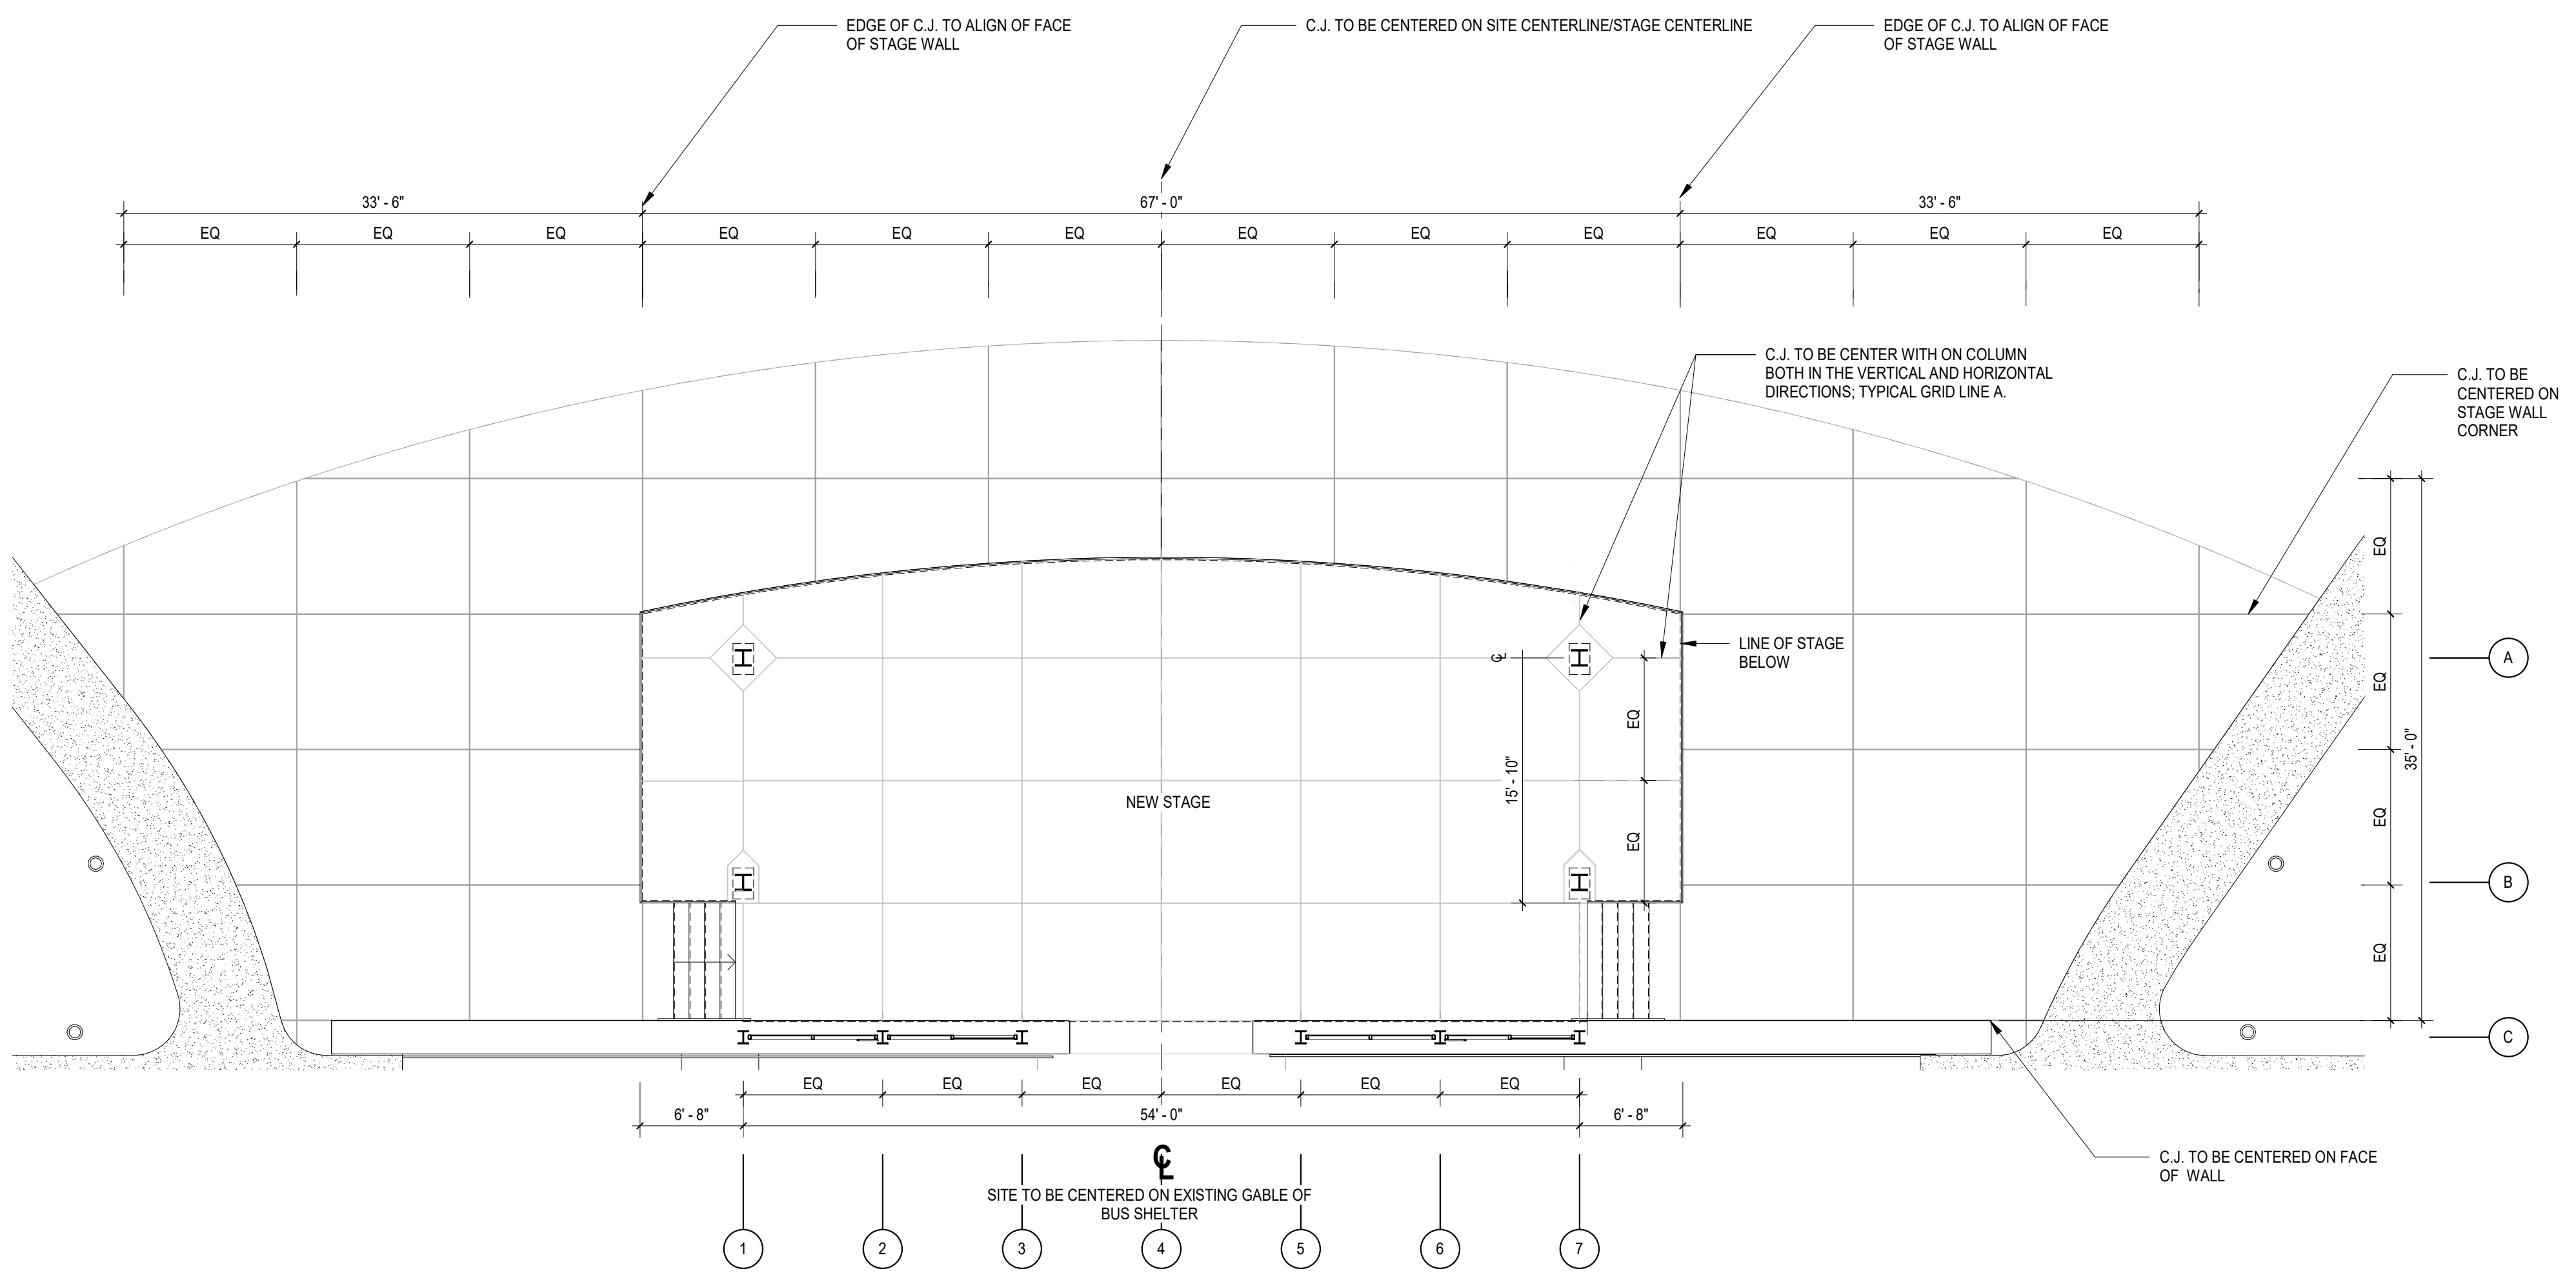 EDGE OF C.J. TO ALIGN OF FACE
OF STAGE WALL
C.J. TO BE CENTERED ON SITE CENTERLINE/STAGE CENTERLINE
EDGE OF C.J. TO ALIGN OF FACE
OF STAGE WALL
33' - 6"
67' - 0"
33' - 6"
EQ
EQ
EQ
EQ
EQ
EQ
EQ
EQ
EQ
EQ
EQ
EQ
C.J. TO BE CENTER WITH ON COLUMN
BOTH IN THE VERTICAL AND HORIZONTAL
DIRECTIONS; TYPICAL GRID LINE A.
C.J. TO BE
CENTERED ON
STAGE WALL
CORNER
LINE OF STAGE
BELOW
CL
EQ
EQ
15' - 10"
NEW STAGE
EQ
EQ
EQ
EQ
35' - 0"
A
B
C
EQ
EQ
EQ
EQ
EQ
EQ
6' - 8"
54' - 0"
6' - 8"
CL
SITE TO BE CENTERED ON EXISTING GABLE OF
BUS SHELTER
C.J. TO BE CENTERED ON FACE
OF WALL
1
2
3
4
5
6
7